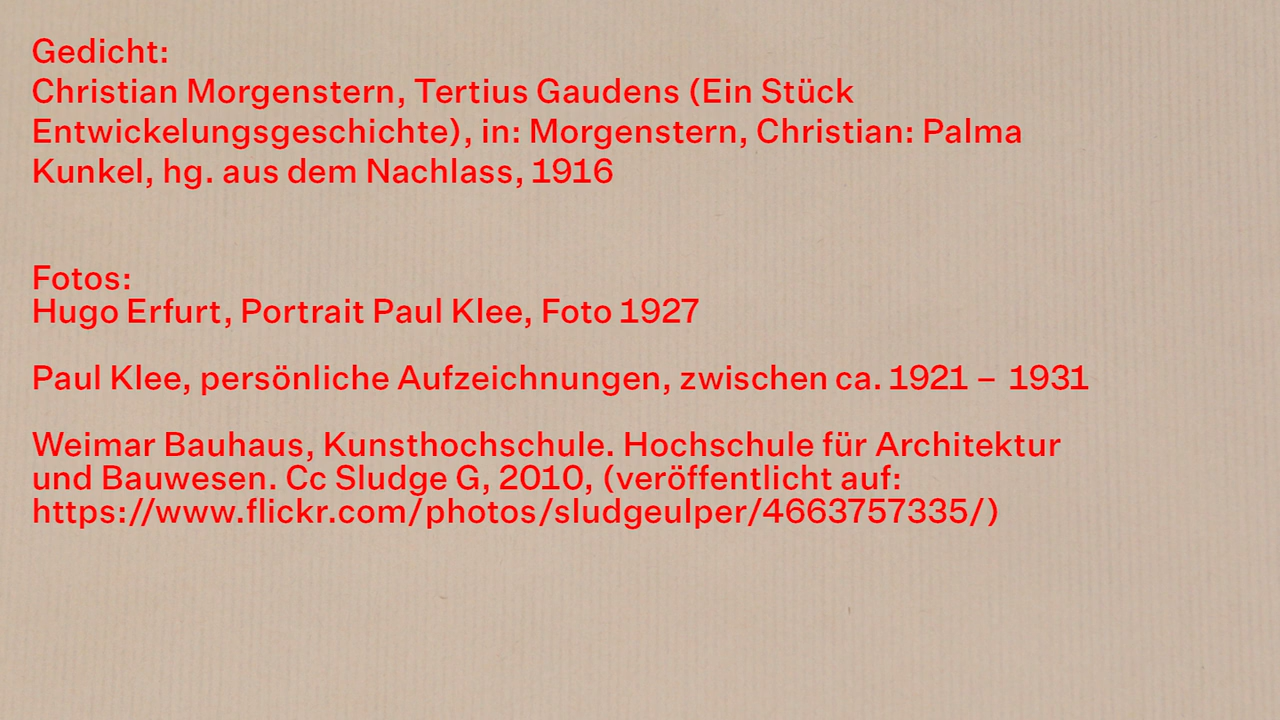 Gedicht:
Christian Morgenstern, Tertius Gaudens (Ein Stück
Entwickelungsgeschichte), in: Morgenstern, Christian: Palma
Kunkel, hg. aus dem Nachlass, 1916
Fotos:
Hugo Erfurt, Portrait Paul Klee, Foto 1927
Paul Klee, persönliche Aufzeichnungen, zwischen ca. 1921 – 1931
Weimar Bauhaus, Kunsthochschule. Hochschule für Architektur
und Bauwesen. Cc Sludge G, 2010, (veröffentlicht auf:
https://www.flickr.com/photos/sludgeulper/4663757335/)